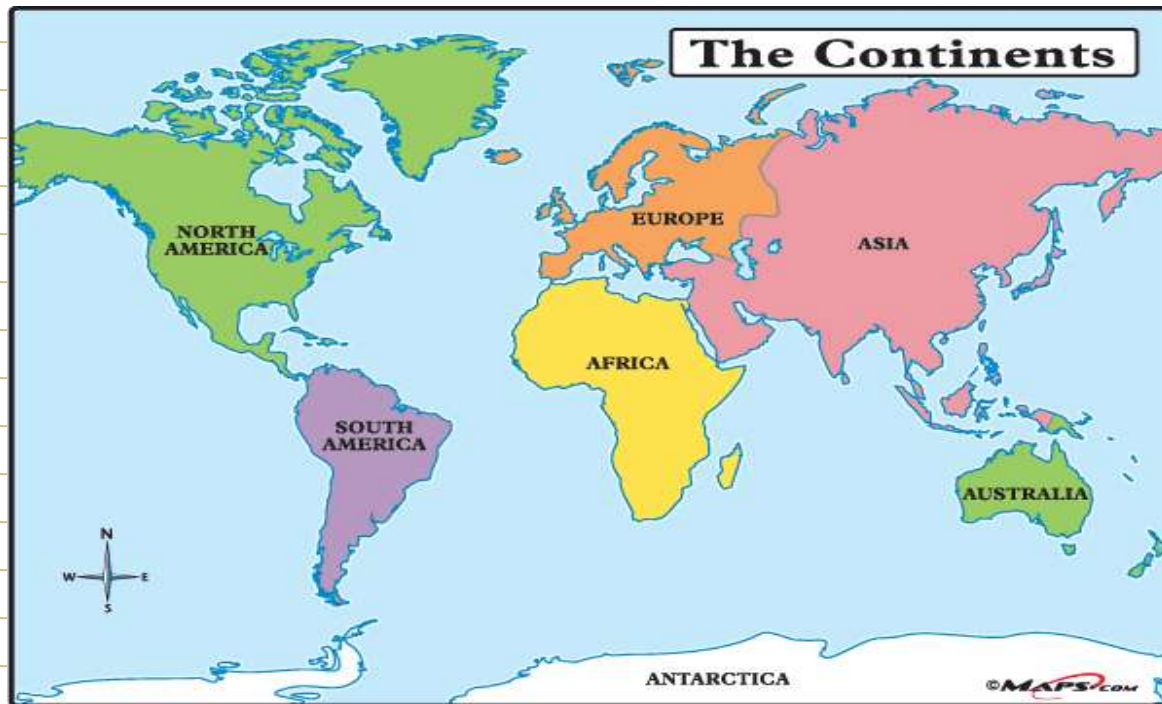 The Continents
NORTH
AMERICA
EUROPE
ASIA
AFRICA
SOUTH
AMERICA
AUSTRALIA
N
W E
S
ANTARCTICA
©MAPS.COM